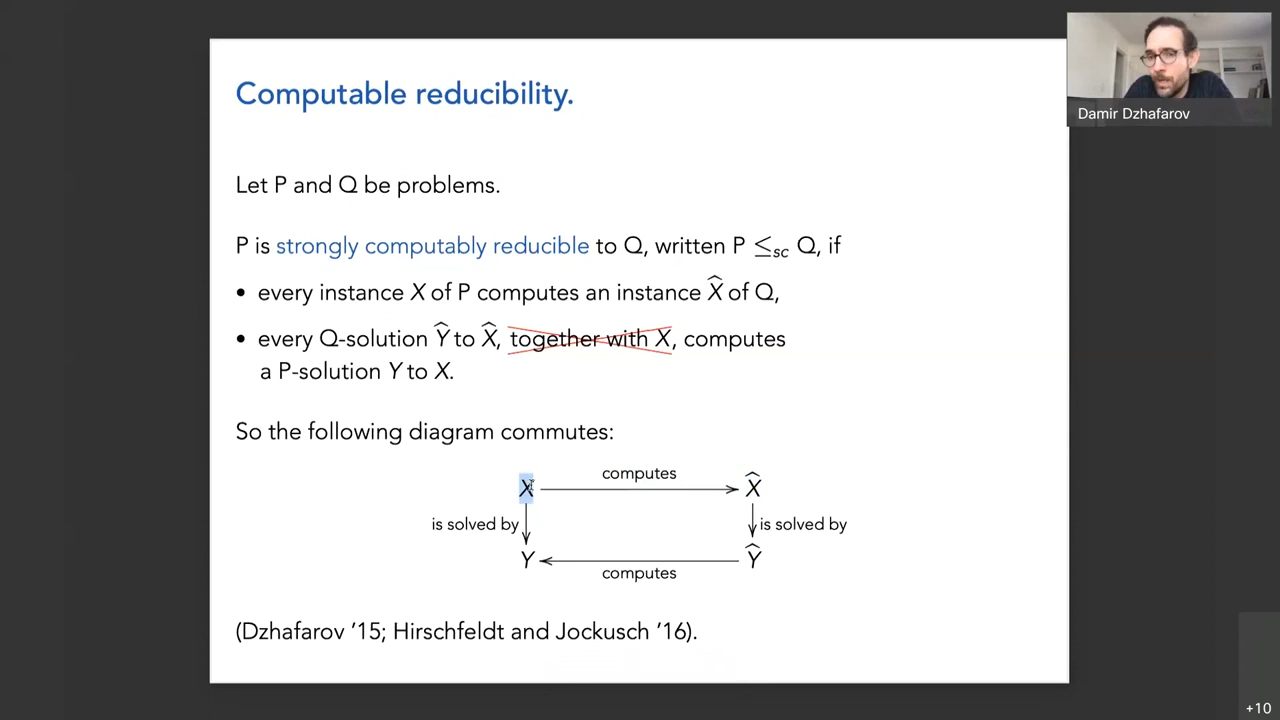 Computable reducibility.
Damir Dzhafarov
Let P and Q be problems.
P is strongly computably reducible to Q, written P ≤sc Q, if
• every instance X of P computes an instance X̂ of Q,
• every Q-solution Ŷ to X̂, together with X, computes
a P-solution Y to X.
So the following diagram commutes:
computes
X X̂
is solved by is solved by
Y Ŷ
computes
(Dzhafarov '15; Hirschfeldt and Jockusch '16).
+10